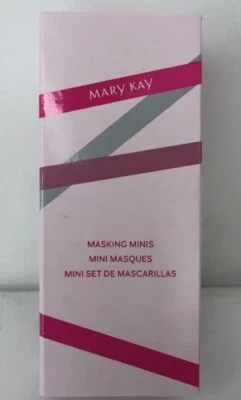 MARY KAY
MASKING MINIS
MINI MASQUES
MINI SET DE MASCARILLAS